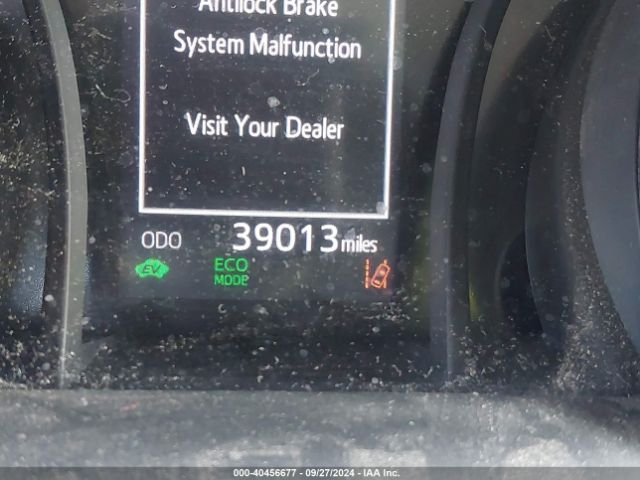 Antilock Brake
System Malfunction
Visit Your Dealer
ODO 39013 miles
EV ECO
MODE
000-40456677 - 09/27/2024 - IAA Inc.